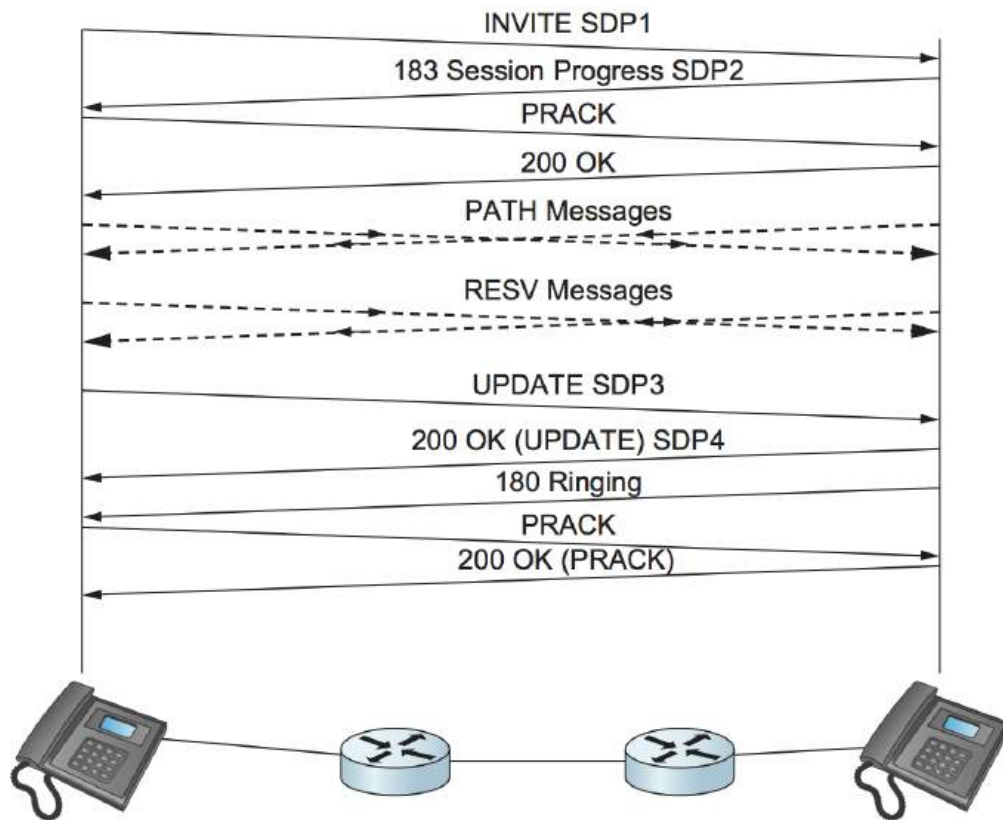 INVITE SDP1
183 Session Progress SDP2
PRACK
200 OK
PATH Messages
RESV Messages
UPDATE SDP3
200 OK (UPDATE) SDP4
180 Ringing
PRACK
200 OK (PRACK)